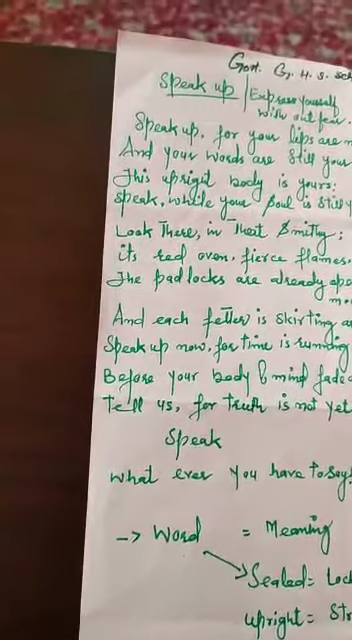 Govt. G. H. S. Sch
Speak up / Express yourself
with out fear.
Speak up, for your lips are n
And your words are still your
This uprigil body is yours;
Speak, while your soul is still y
Look There, in That Smithy;
its red oven, fierce flames.
The padlocks are already ope
And each fetter is skirting a
Speak up now, for time is running
Before your body & mind fade
Tell us, for truth is not yet
Speak
What ever you have to say!
-> Word = Meaning
Sealed = Loc
upright = Str